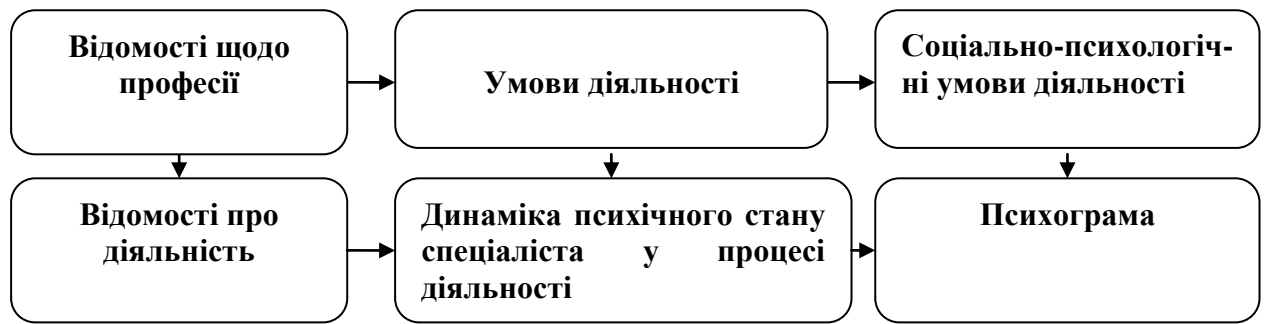 Відомості щодо
професії
Умови діяльності
Соціально-психологіч-
ні умови діяльності
Відомості про
діяльність
Динаміка психічного стану
спеціаліста у процесі
діяльності
Психограма